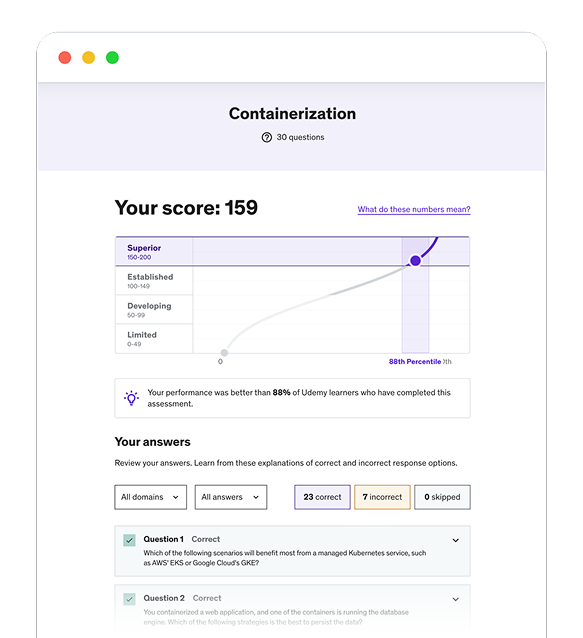 Containerization
30 questions
Your score: 159
What do these numbers mean?
Superior
150-200
Established
100-149
Developing
50-99
Limited
0-49
0
88th Percentile
Your performance was better than 88% of Udemy learners who have completed this
assessment.
Your answers
Review your answers. Learn from these explanations of correct and incorrect response options.
All domains
All answers
23 correct
7 incorrect
0 skipped
Question 1 Correct
Which of the following scenarios will benefit most from a managed Kubernetes service, such
as AWS' EKS or Google Cloud's GKE?
Question 2 Correct
You containerized a web application, and one of the containers is running the database
engine. Which of the following strategies is the best to persist the data?